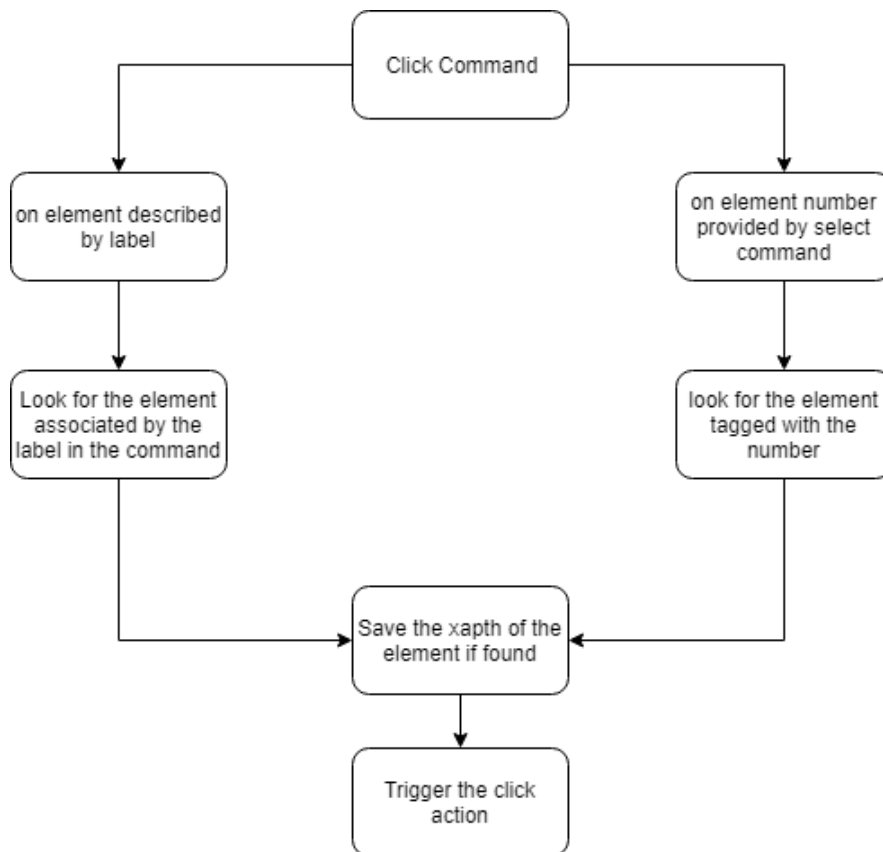 Click Command
on element described
by label
on element number
provided by select
command
Look for the element
associated by the
label in the command
look for the element
tagged with the
number
Save the xapth of the
element if found
Trigger the click
action